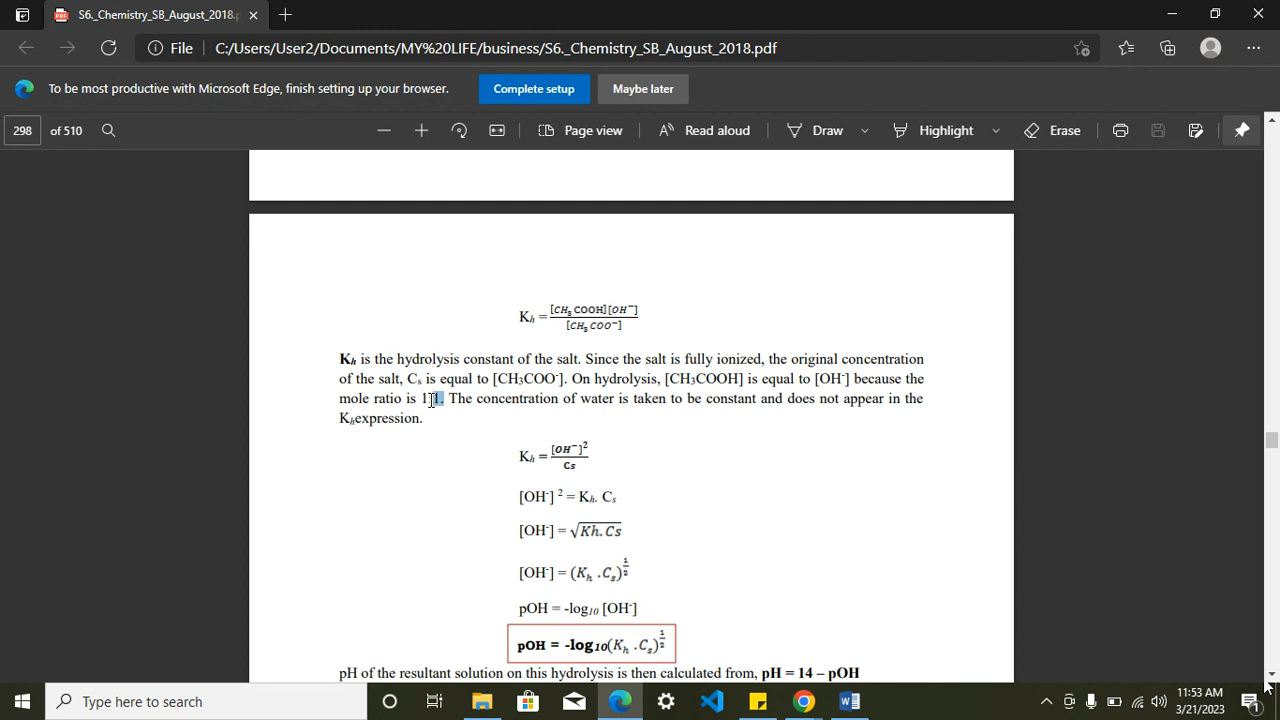 S6._Chemistry_SB_August_2018.p
File C:/Users/User2/Documents/MY%20LIFE/business/S6._Chemistry_SB_August_2018.pdf
To be most productive with Microsoft Edge, finish setting up your browser. Complete setup Maybe later
298 of 510 Page view Read aloud Draw Highlight Erase
Kₕ = [CH₃COOH][OH⁻] / [CH₃COO⁻]
Kₕ is the hydrolysis constant of the salt. Since the salt is fully ionized, the original concentration
of the salt, Cₛ is equal to [CH₃COO⁻]. On hydrolysis, [CH₃COOH] is equal to [OH⁻] because the
mole ratio is 1:1. The concentration of water is taken to be constant and does not appear in the
Kₕexpression.
Kₕ = [OH⁻]² / Cs
[OH⁻] ² = Kₕ. Cₛ
[OH⁻] = √Kh.Cs
[OH⁻] = (Kₕ .Cₛ)^½
pOH = -log₁₀ [OH⁻]
pOH = -log₁₀(Kₕ .Cₛ)^½
pH of the resultant solution on this hydrolysis is then calculated from, pH = 14 – pOH
Type here to search
11:53 AM
3/21/2023
1